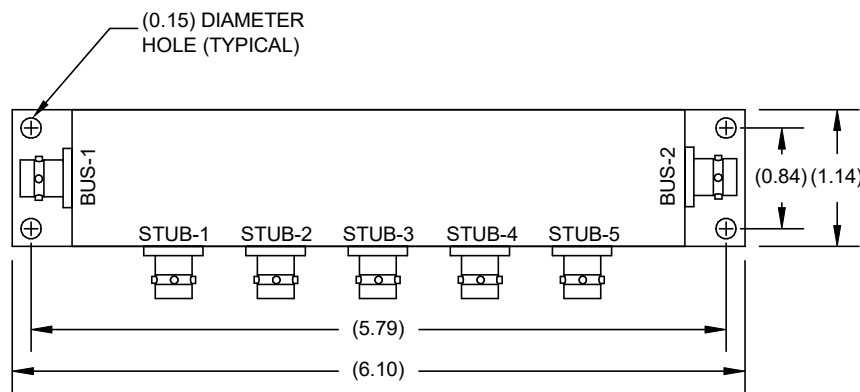 (0.15) DIAMETER
HOLE (TYPICAL)
BUS-1
BUS-2
(0.84) (1.14)
STUB-1 STUB-2 STUB-3 STUB-4 STUB-5
(5.79)
(6.10)